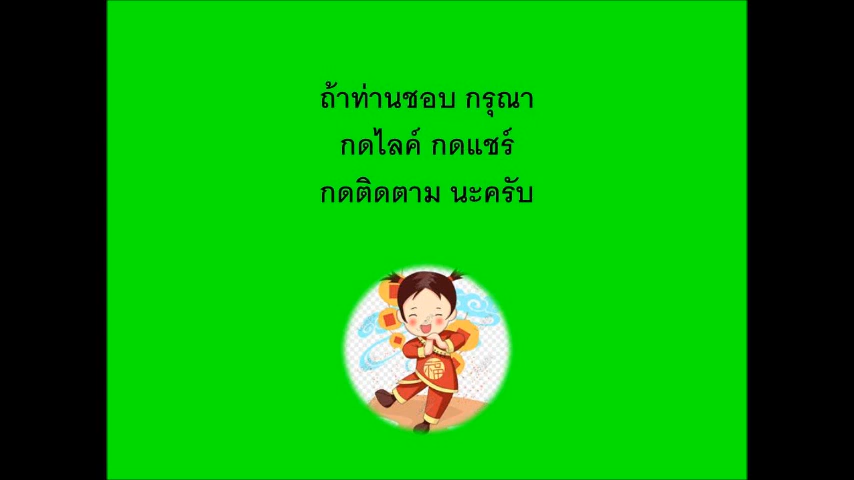 ถ้าท่านชอบ กรุณา
กดไลค์ กดแชร์
กดติดตาม นะครับ
福